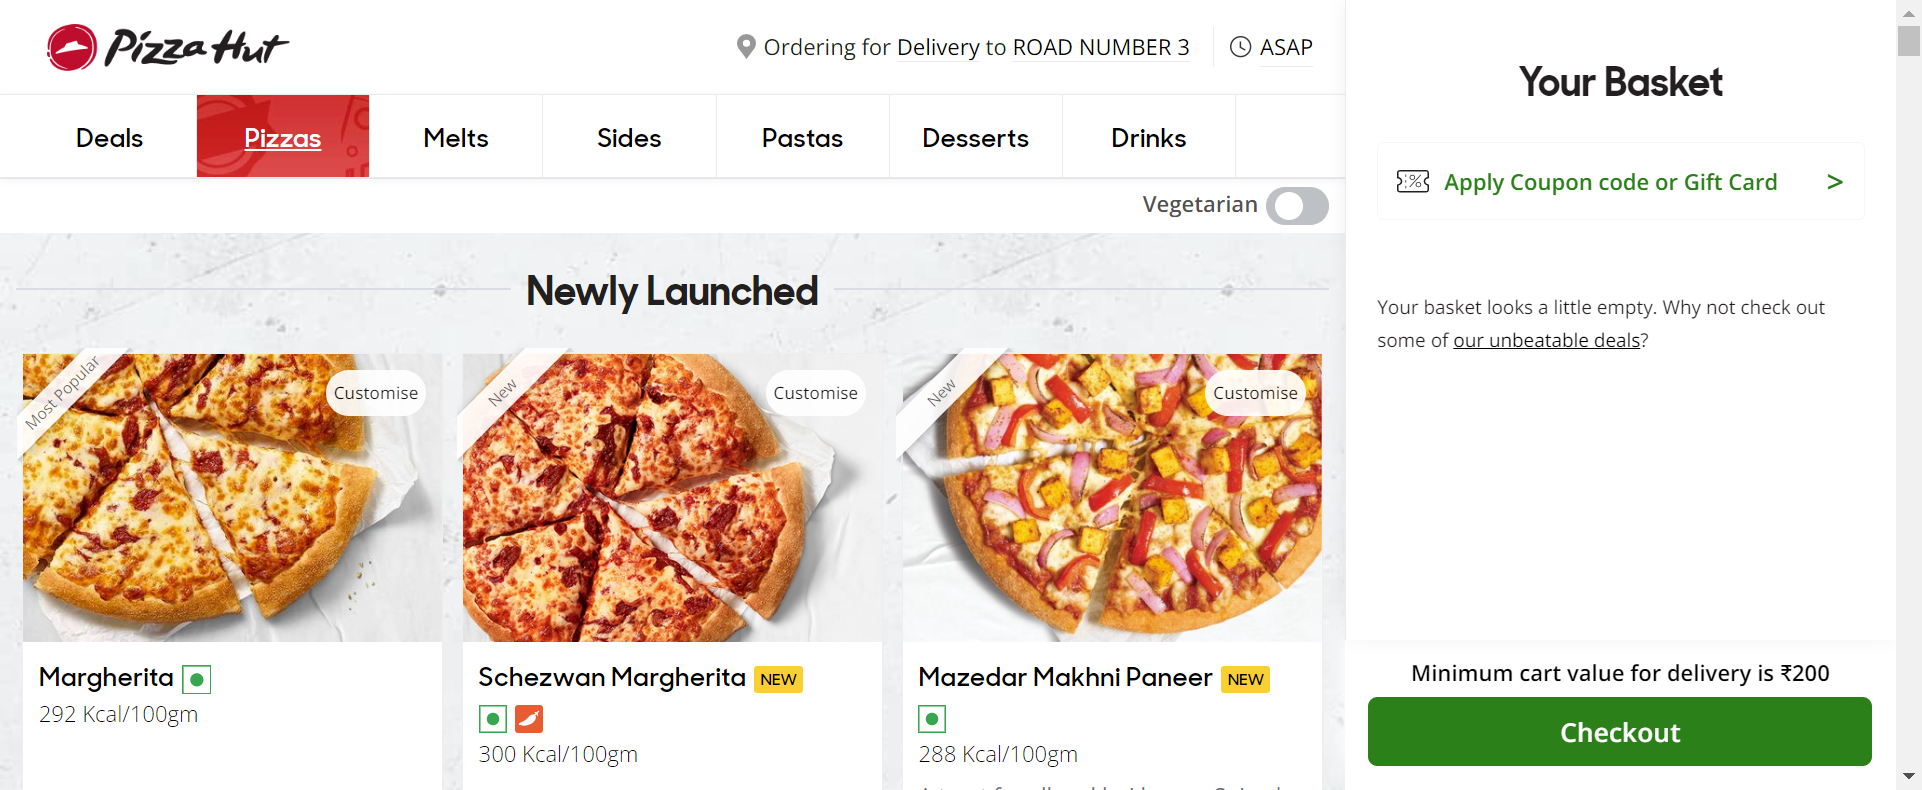 Pizza Hut
Ordering for Delivery to ROAD NUMBER 3
ASAP
Deals
Pizzas
Melts
Sides
Pastas
Desserts
Drinks
Vegetarian
Newly Launched
Most Popular
Customise
Margherita
292 Kcal/100gm
New
Customise
Schezwan Margherita NEW
300 Kcal/100gm
New
Customise
Mazedar Makhni Paneer NEW
288 Kcal/100gm
Your Basket
Apply Coupon code or Gift Card >
Your basket looks a little empty. Why not check out
some of our unbeatable deals?
Minimum cart value for delivery is ₹200
Checkout